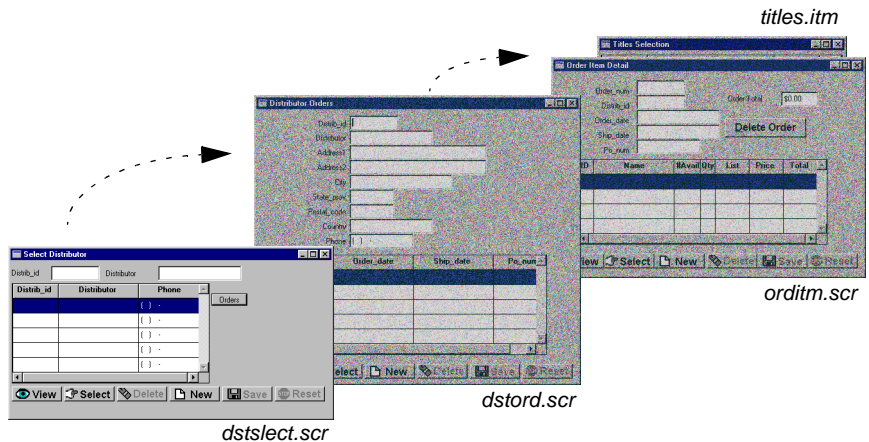 titles.itm
Titles Selection
Order Item Detail
Order_num
Distrib_id
Order_date
Ship_date
Po_num
Order Total $0.00
Delete Order
ID Name #Avail Qty List Price Total
iew Select New Delete Save Reset
orditm.scr
Distributor Orders
Distrib_id
Distributor
Address1
Address2
City
State_prov
Postal_code
Country
Phone ( ) -
Order_date Ship_date Po_num
elect New Delete Save Reset
dstord.scr
Select Distributor
Distrib_id Distributor
Distrib_id Distributor Phone
Orders
( ) -
( ) -
( ) -
( ) -
( ) -
View Select Delete New Save Reset
dstslect.scr